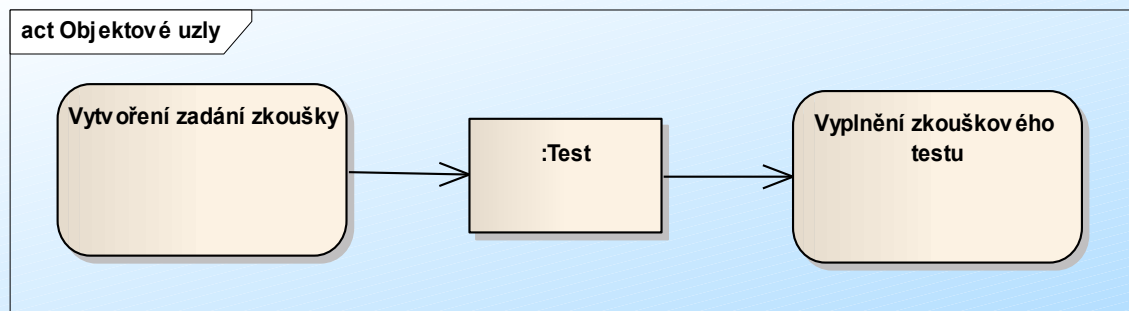 act Objektové uzly
Vytvoření zadání zkoušky
:Test
Vyplnění zkouškového
testu